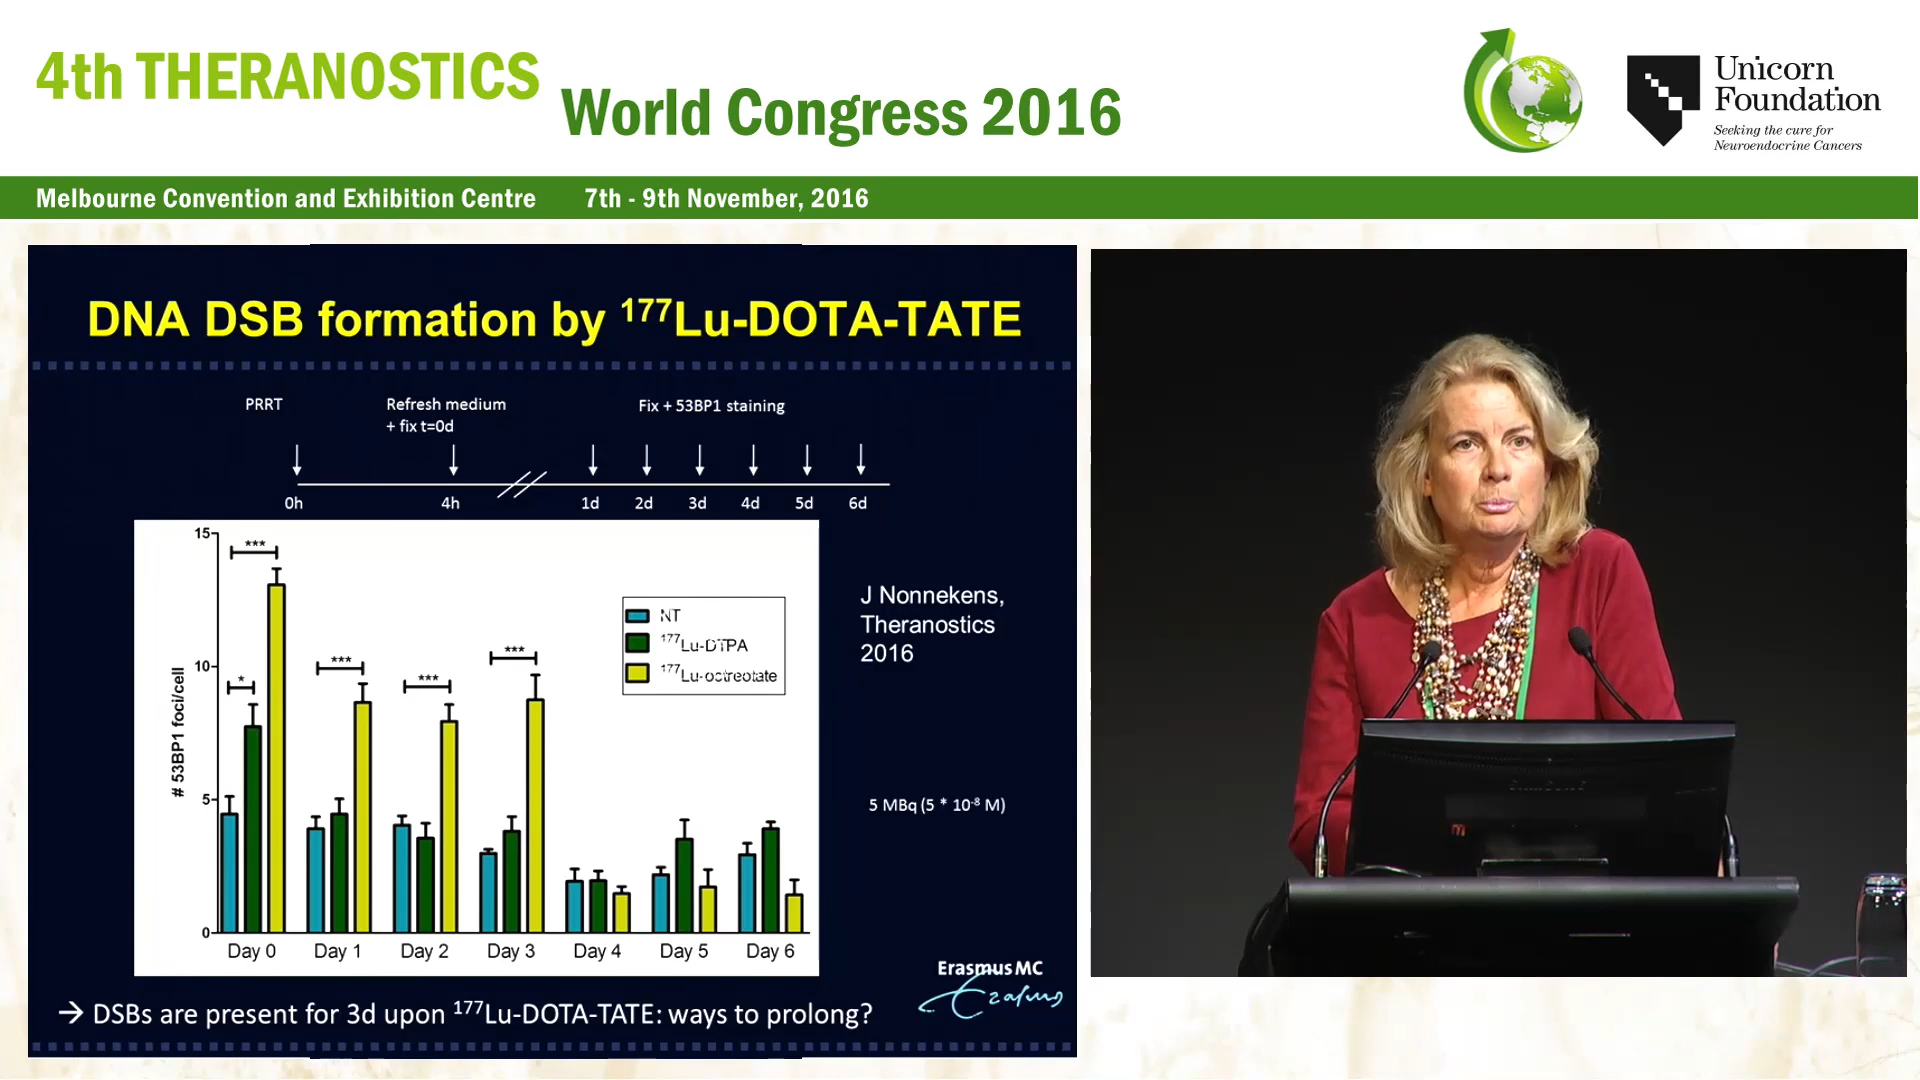 4th THERANOSTICS
World Congress 2016
Unicorn
Foundation
Seeking the cure for
Neuroendocrine Cancers
Melbourne Convention and Exhibition Centre 7th - 9th November, 2016
DNA DSB formation by ¹⁷⁷Lu-DOTA-TATE
PRRT
Refresh medium
+ fix t=0d
Fix + 53BP1 staining
0h 4h 1d 2d 3d 4d 5d 6d
# 53BP1 foci/cell
15
10
5
0
*** * *** *** ***
NT
¹⁷⁷Lu-DTPA
¹⁷⁷Lu-octreotate
Day 0 Day 1 Day 2 Day 3 Day 4 Day 5 Day 6
J Nonnekens,
Theranostics
2016
5 MBq (5 * 10⁻⁸ M)
Erasmus MC
Erasmus
→ DSBs are present for 3d upon ¹⁷⁷Lu-DOTA-TATE: ways to prolong?